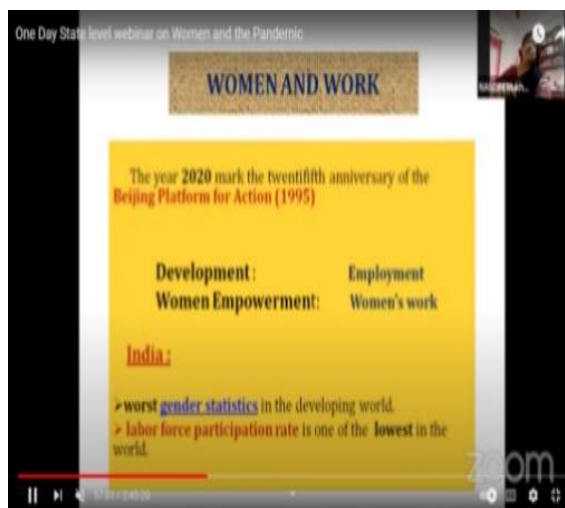 One Day State level webinar on Women and the Pandemic
WOMEN AND WORK
The year 2020 mark the twentififth anniversary of the
Beijing Platform for Action (1995)
Development : Employment
Women Empowerment: Women's work
India :
➢worst gender statistics in the developing world.
➢ labor force participation rate is one of the lowest in the
world.
zoom